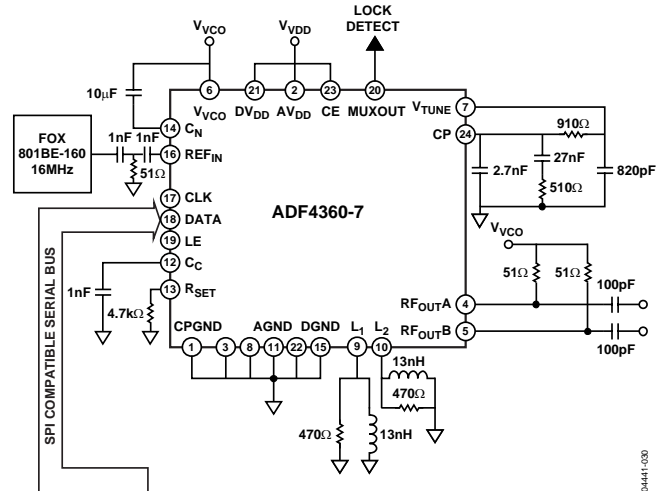 LOCK
DETECT
VVCO
VVDD
10µF
6
21
2
23
20
VVCO
DVDD
AVDD
CE
MUXOUT
VTUNE
7
14
CN
CP
24
910Ω
FOX
801BE-160
16MHz
1nF
1nF
16
REFIN
51Ω
2.7nF
27nF
510Ω
820pF
17
CLK
18
DATA
ADF4360-7
19
LE
VVCO
12
CC
51Ω
51Ω
100pF
1nF
13
RSET
4.7kΩ
RFOUTA
4
RFOUTB
5
100pF
CPGND
AGND
DGND
L1
L2
1
3
8
11
22
15
9
10
13nH
470Ω
470Ω
13nH
SPI COMPATIBLE SERIAL BUS
04441-030